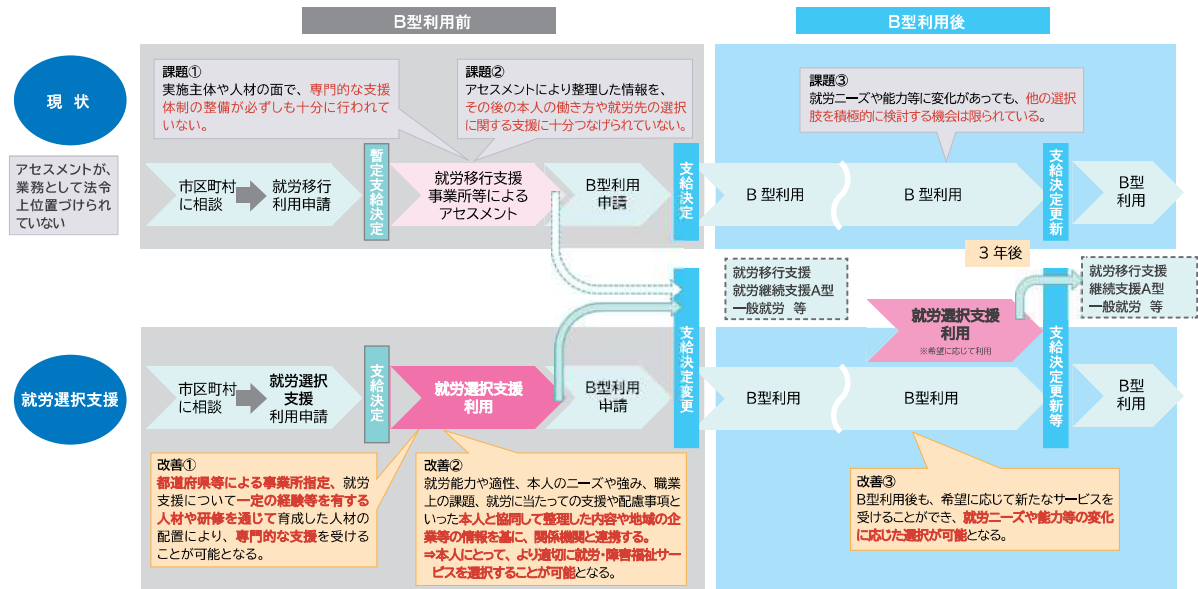 B型利用前
B型利用後
現 状
課題①
実施主体や人材の面で、専門的な支援
体制の整備が必ずしも十分に行われて
いない。
課題②
アセスメントにより整理した情報を、
その後の本人の働き方や就労先の選択
に関する支援に十分つなげられていない。
課題③
就労ニーズや能力等に変化があっても、他の選択
肢を積極的に検討する機会は限られている。
アセスメントが、
業務として法令
上位置づけられ
ていない
市区町村
に相談
就労移行
利用申請
暫定支給決定
就労移行支援
事業所等による
アセスメント
B型利用
申請
支給決定
B 型利用
B 型利用
支給決定更新
B型
利用
3 年後
就労移行支援
就労継続支援A型
一般就労 等
就労選択支援
利用
※希望に応じて利用
就労移行支援
継続支援A型
一般就労 等
就労選択支援
市区町村
に相談
就労選択
支援
利用申請
支給決定
就労選択支援
利用
B型利用
申請
支給決定変更
B型利用
B型利用
支給決定更新等
B型
利用
改善①
都道府県等による事業所指定、就労
支援について一定の経験等を有する
人材や研修を通じて育成した人材の
配置により、専門的な支援を受ける
ことが可能となる。
改善②
就労能力や適性、本人のニーズや強み、職業
上の課題、就労に当たっての支援や配慮事項と
いった本人と協同して整理した内容や地域の企
業等の情報を基に、関係機関と連携する。
⇒本人にとって、より適切に就労・障害福祉サー
ビスを選択することが可能となる。
改善③
B型利用後も、希望に応じて新たなサービスを
受けることができ、就労ニーズや能力等の変化
に応じた選択が可能となる。